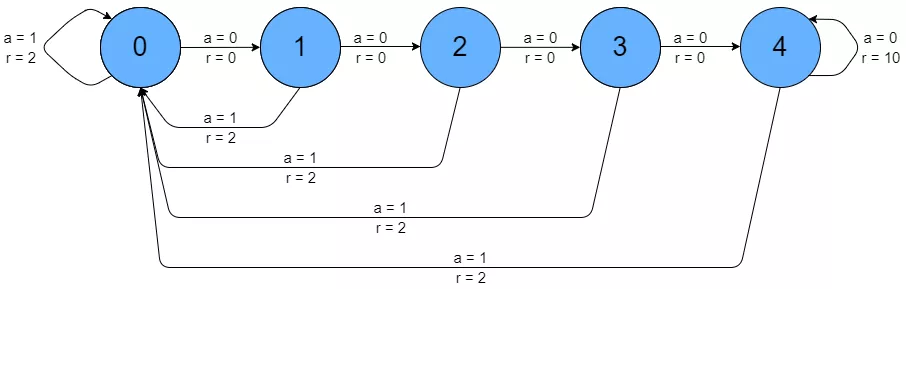 0
1
2
3
4
a = 1
r = 2
a = 0
r = 0
a = 0
r = 0
a = 0
r = 0
a = 0
r = 0
a = 0
r = 10
a = 1
r = 2
a = 1
r = 2
a = 1
r = 2
a = 1
r = 2